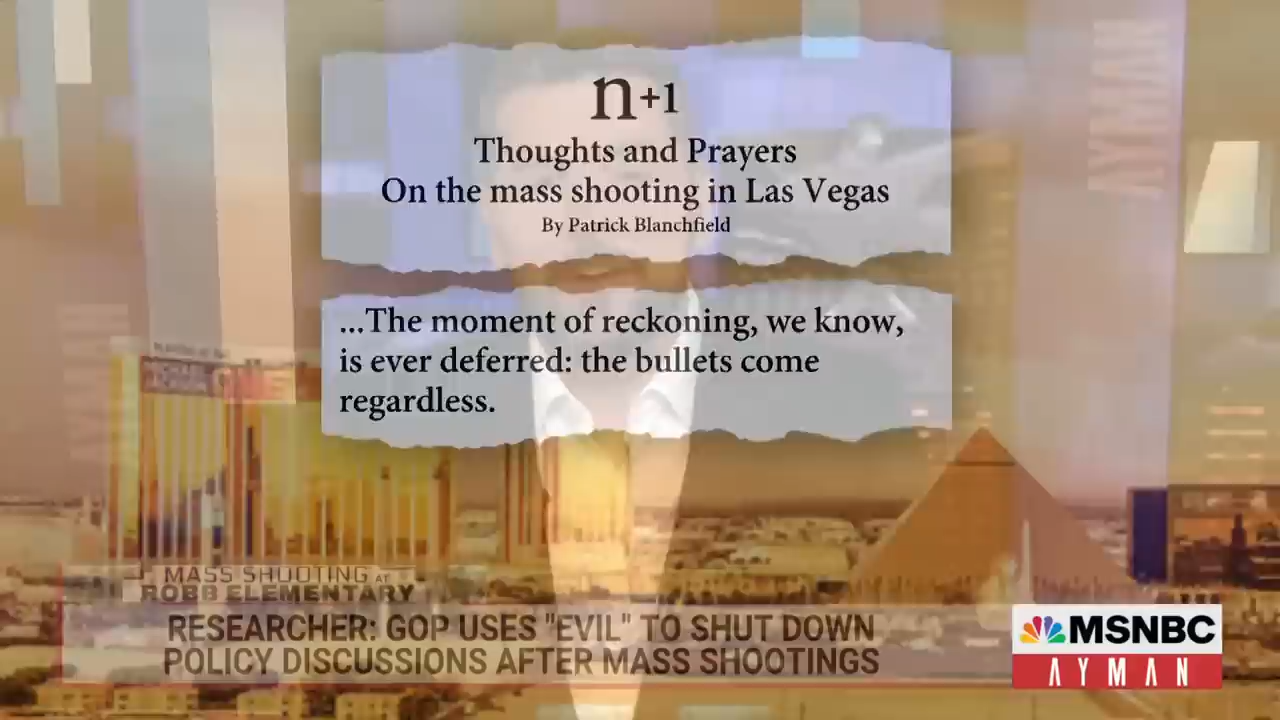 n+1
Thoughts and Prayers
On the mass shooting in Las Vegas
By Patrick Blanchfield
...The moment of reckoning, we know,
is ever deferred: the bullets come
regardless.
AYMAN
MASS SHOOTING AT
ROBB ELEMENTARY
RESEARCHER: GOP USES "EVIL" TO SHUT DOWN
POLICY DISCUSSIONS AFTER MASS SHOOTINGS
MSNBC
AYMAN